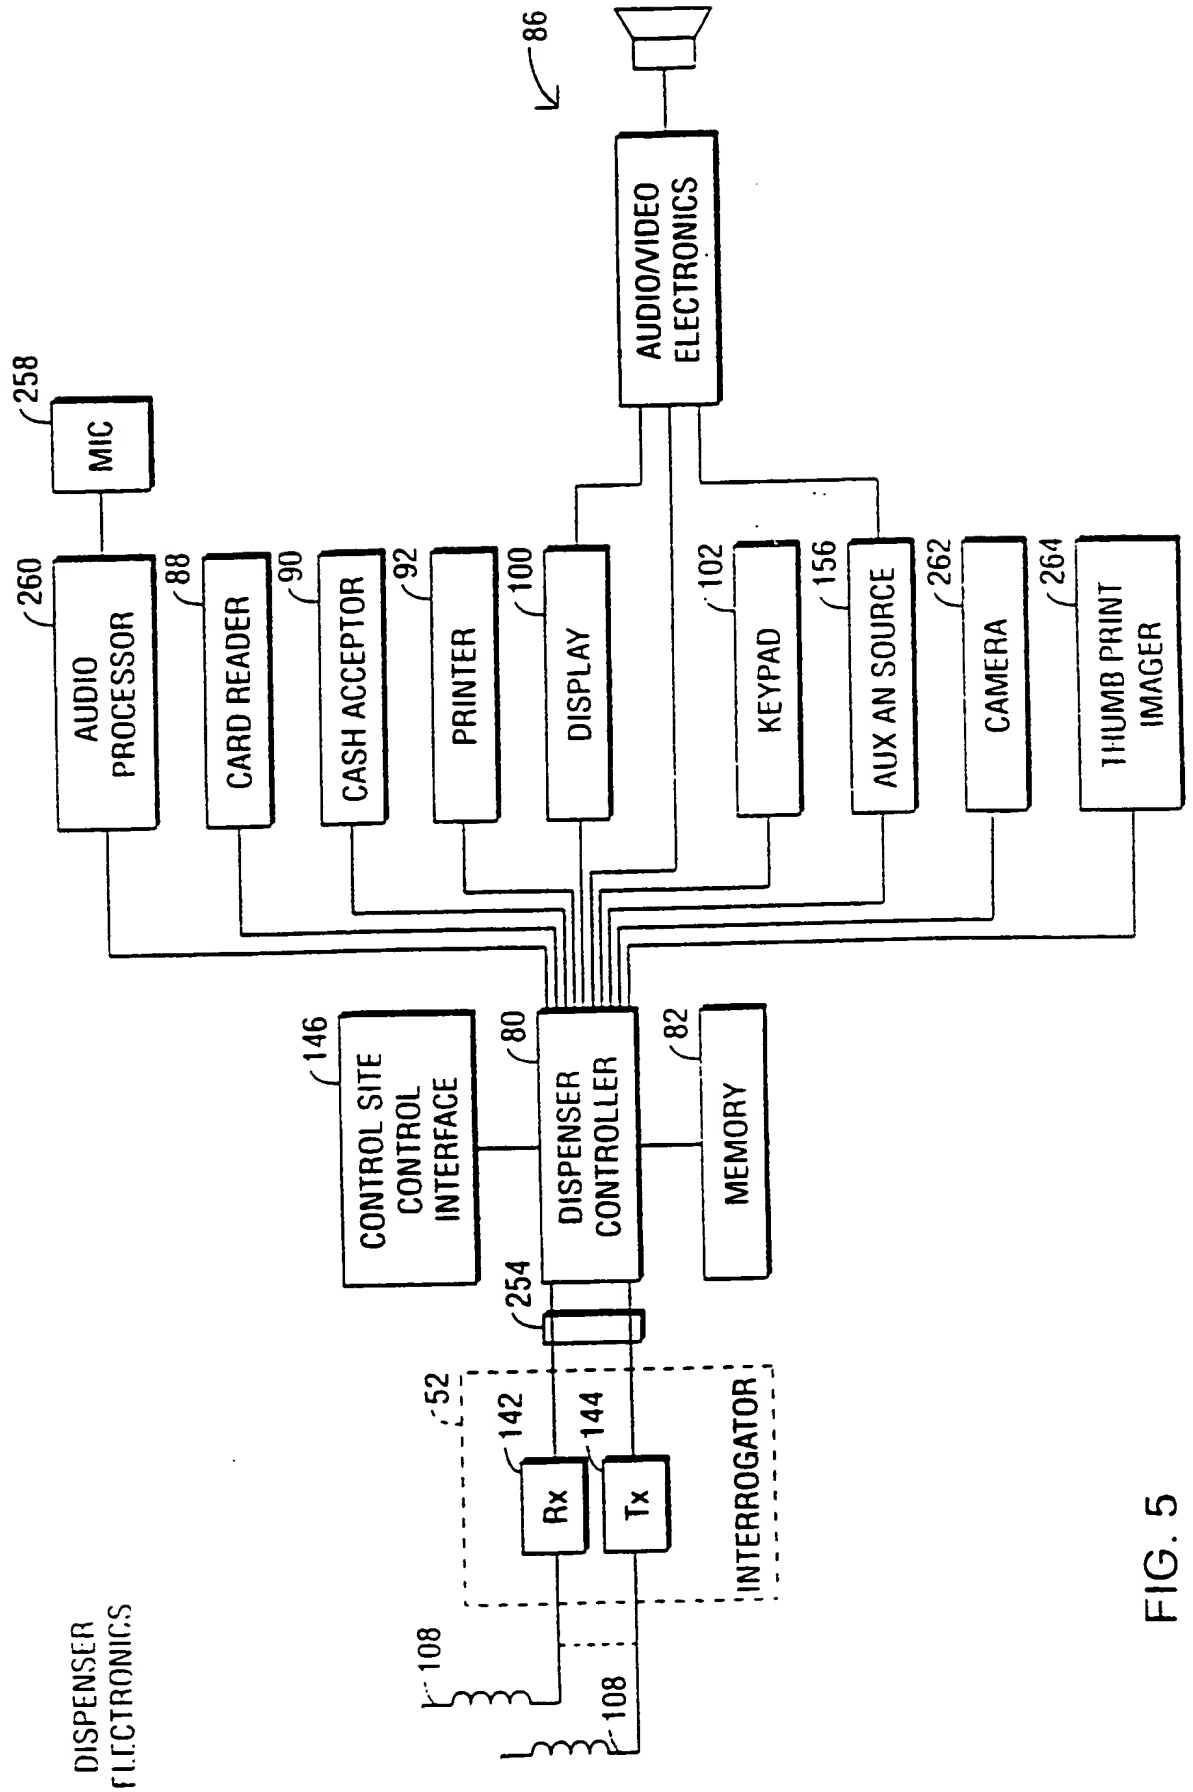 DISPENSER
ELECTRONICS
108
108
52
142
Rx
144
Tx
INTERROGATOR
254
146
CONTROL SITE
CONTROL
INTERFACE
80
DISPENSER
CONTROLLER
82
MEMORY
260
AUDIO
PROCESSOR
258
MIC
88
CARD READER
90
CASH ACCEPTOR
92
PRINTER
100
DISPLAY
102
KEYPAD
156
AUX AN SOURCE
262
CAMERA
264
THUMB PRINT
IMAGER
AUDIO/VIDEO
ELECTRONICS
86
FIG. 5